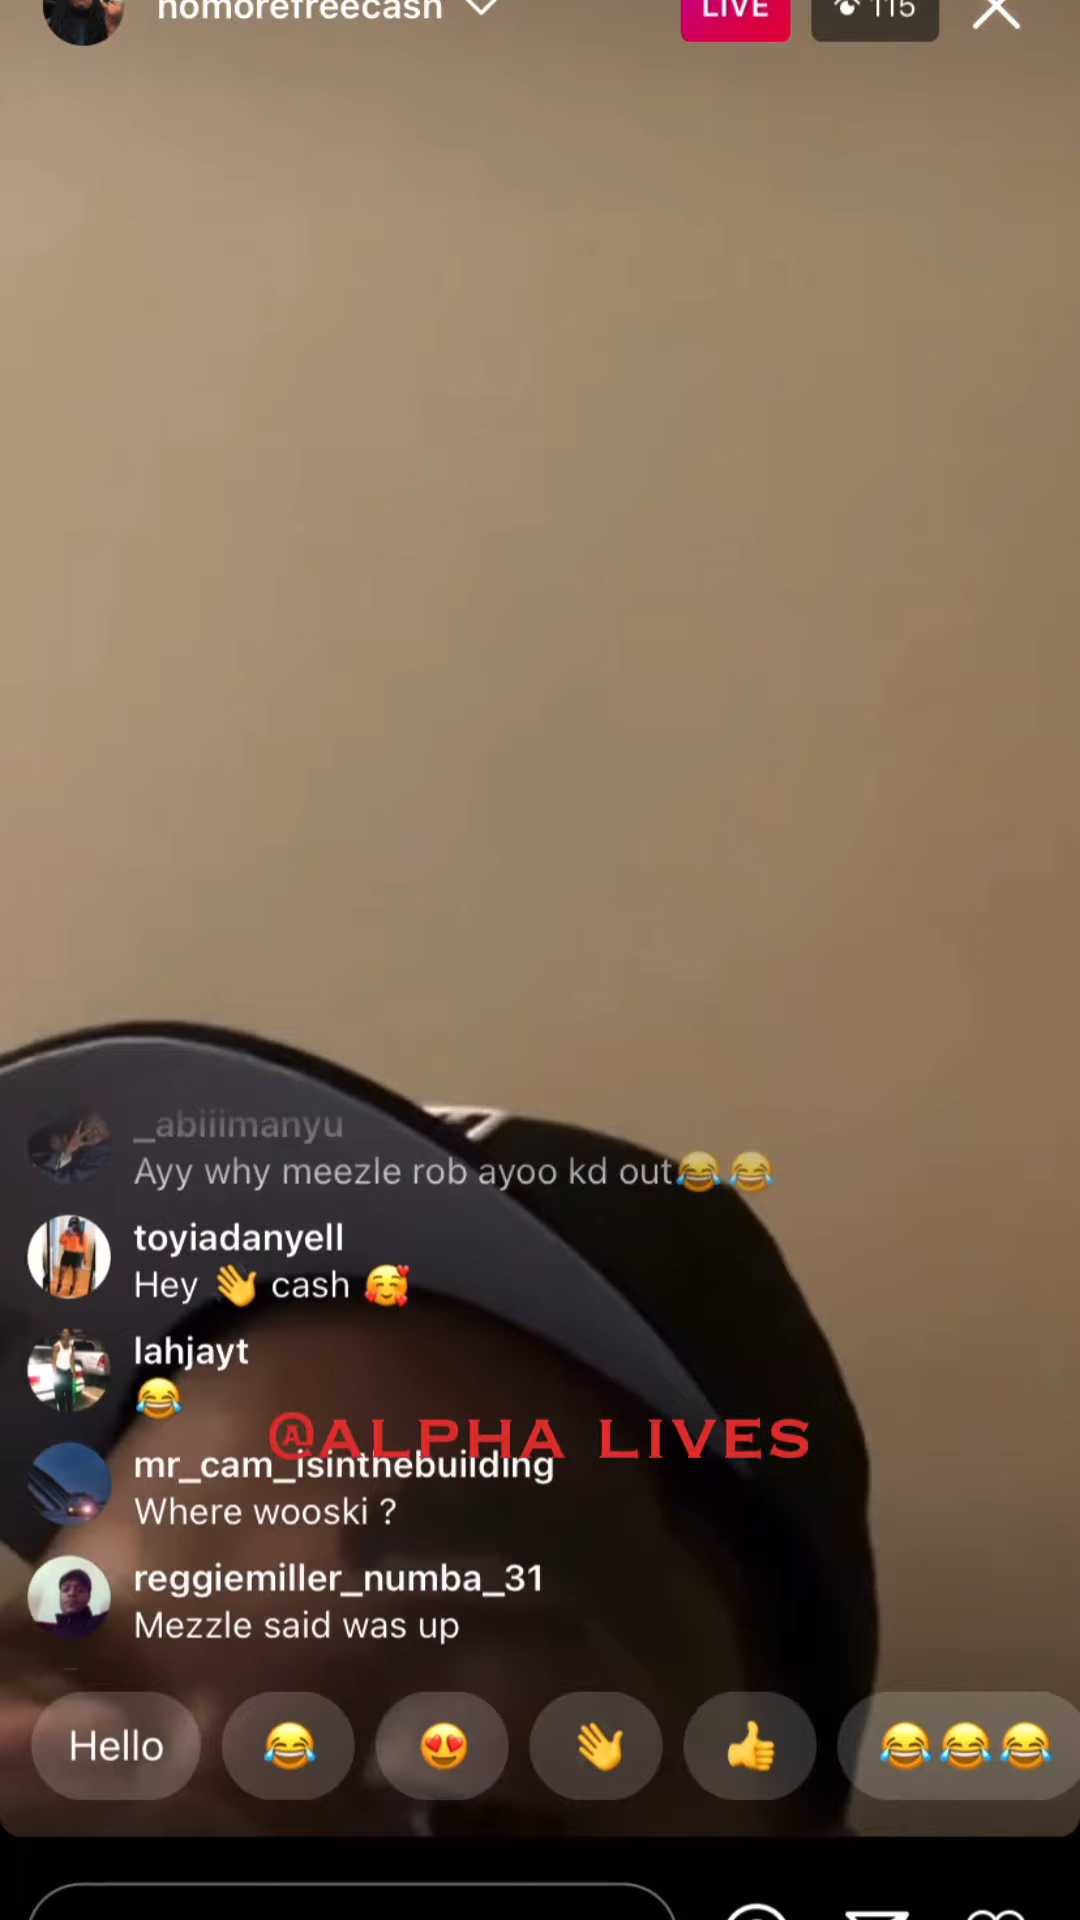 nomorefreecash
LIVE
115
_abiiimanyu
Ayy why meezle rob ayoo kd out😂😂
toyiadanyell
Hey 👋 cash 🥰
lahjayt
😂
@ALPHA LIVES
mr_cam_isinthebuilding
Where wooski ?
reggiemiller_numba_31
Mezzle said was up
Hello 😂 😍 👋 👍 😂😂😂